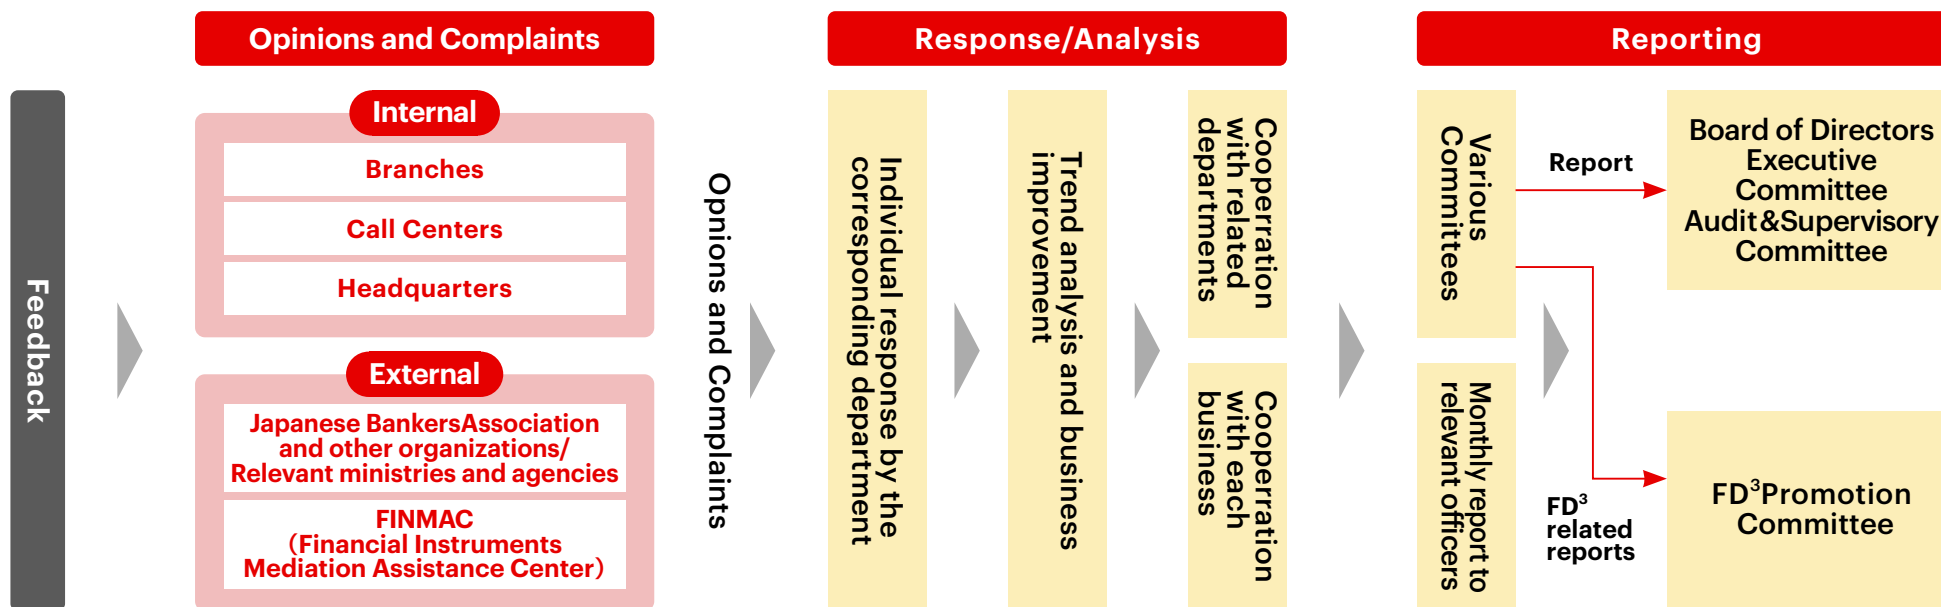 Opinions and Complaints
Response/Analysis
Reporting
Feedback
Internal
Branches
Call Centers
Headquarters
External
Japanese BankersAssociation
and other organizations/
Relevant ministries and agencies
FINMAC
(Financial Instruments
Mediation Assistance Center)
Opnions and Complaints
Individual response by the
corresponding department
Trend analysis and business
improvement
Cooperration
with related
departments
Cooperration
with each
business
Various
Committees
Monthly report to
relevant officers
Report
FD³
related
reports
Board of Directors
Executive
Committee
Audit&Supervisory
Committee
FD³Promotion
Committee